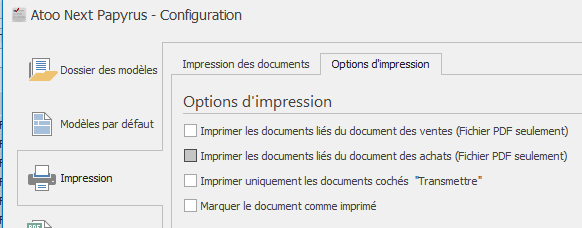 Atoo Next Papyrus - Configuration
Dossier des modèles
Modèles par défaut
Impression
Impression des documents
Options d'impression
Options d'impression
Imprimer les documents liés du document des ventes (Fichier PDF seulement)
Imprimer les documents liés du document des achats (Fichier PDF seulement)
Imprimer uniquement les documents cochés "Transmettre"
Marquer le document comme imprimé